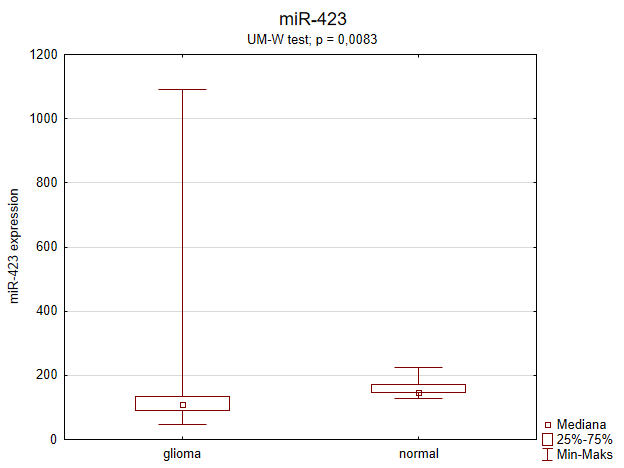 miR-423
UM-W test; p = 0,0083
miR-423 expression
1200
1000
800
600
400
200
0
glioma
normal
Mediana
25%-75%
Min-Maks